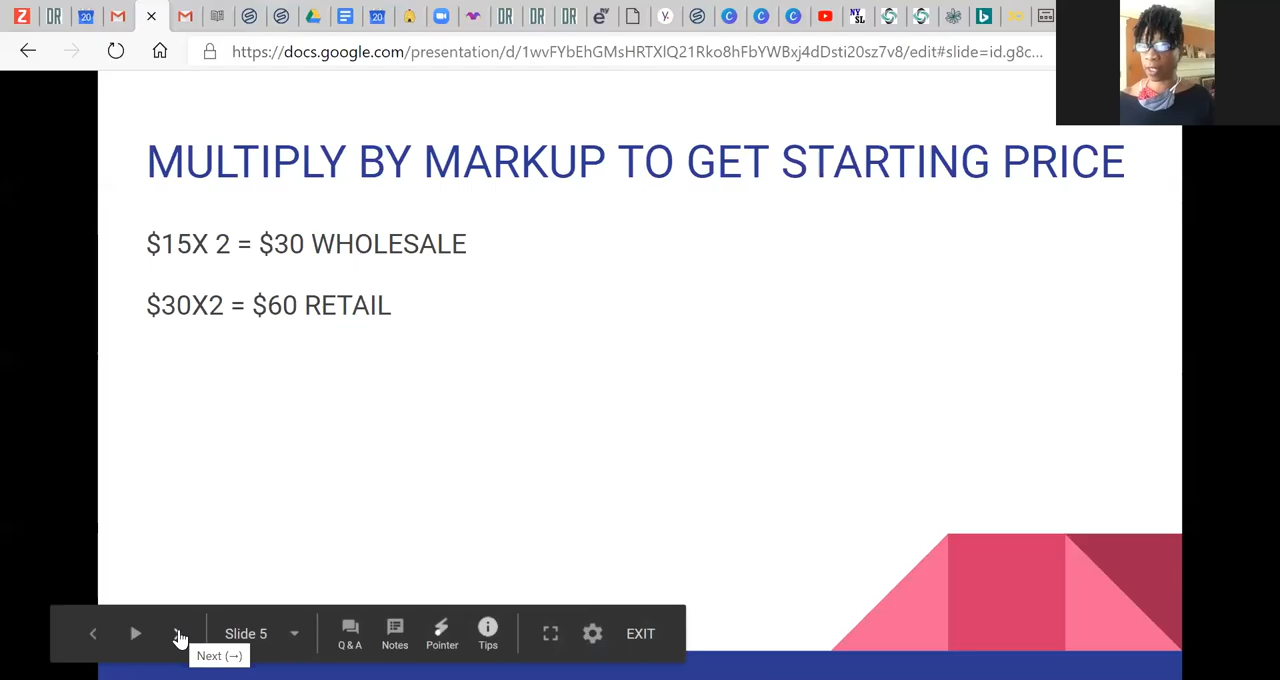 https://docs.google.com/presentation/d/1wvFYbEhGMsHRTXlQ21Rko8hFbYWBxj4dDsti20sz7v8/edit#slide=id.g8c...
MULTIPLY BY MARKUP TO GET STARTING PRICE
$15X 2 = $30 WHOLESALE
$30X2 = $60 RETAIL
Slide 5
Q & A
Notes
Pointer
Tips
EXIT
Next (→)